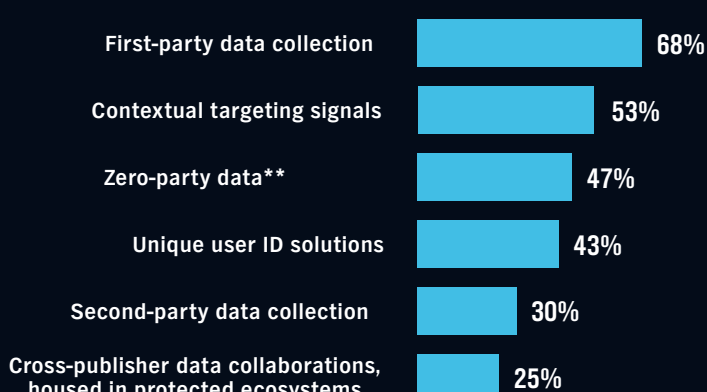 First-party data collection 68%
Contextual targeting signals 53%
Zero-party data** 47%
Unique user ID solutions 43%
Second-party data collection 30%
Cross-publisher data collaborations,
housed in protected ecosystems 25%